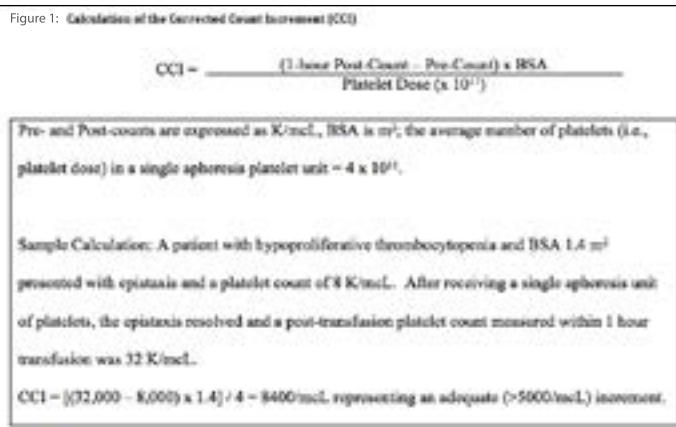 Figure 1: Calculation of the Corrected Count Increment (CCI)
CCI = (1-hour Post-Count – Pre-Count) x BSA
Platelet Dose (x 10¹¹)
Pre- and Post-counts are expressed as K/mcL, BSA is m²; the average number of platelets (i.e.,
platelet dose) in a single apheresis platelet unit = 4 x 10¹¹.
Sample Calculation: A patient with hypoproliferative thrombocytopenia and BSA 1.4 m²
presented with epistaxis and a platelet count of 8 K/mcL. After receiving a single apheresis unit
of platelets, the epistaxis resolved and a post-transfusion platelet count measured within 1 hour
transfusion was 32 K/mcL.
CCI = [(32,000 – 8,000) x 1.4] / 4 = 8400/mcL representing an adequate (>5000/mcL) increment.